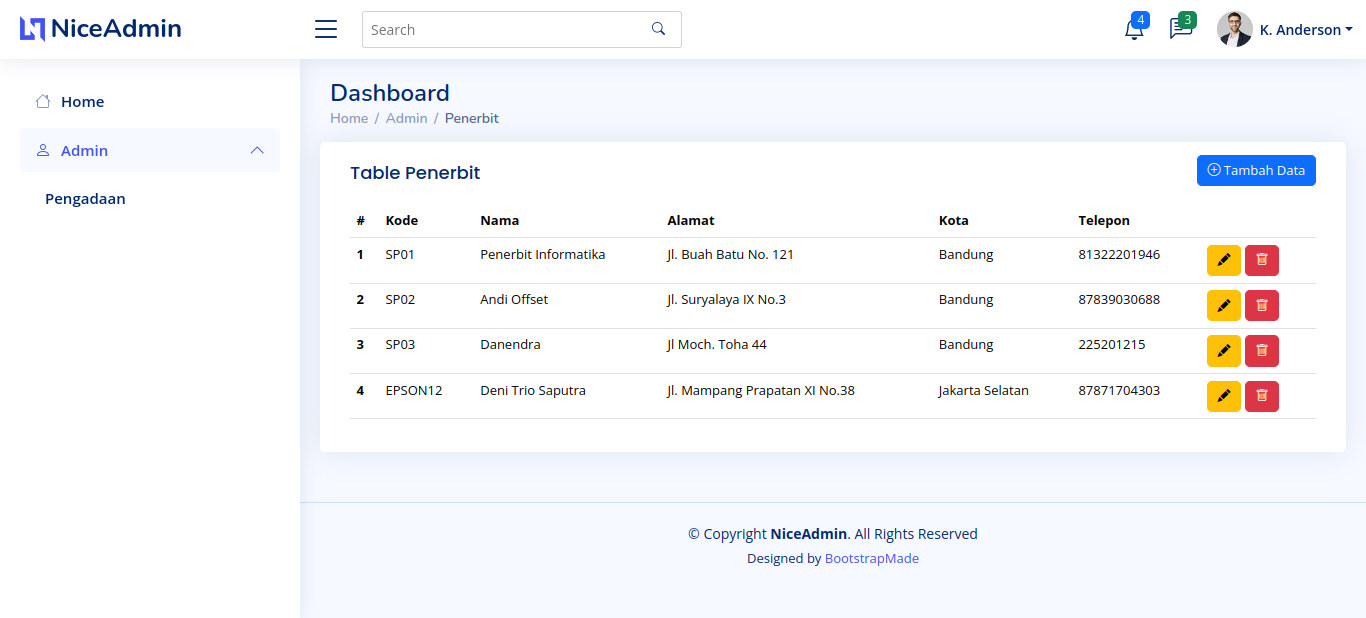 NiceAdmin
Search
4
3
K. Anderson
Home
Admin
Pengadaan
Dashboard
Home / Admin / Penerbit
Table Penerbit
Tambah Data
# Kode Nama Alamat Kota Telepon
1 SP01 Penerbit Informatika Jl. Buah Batu No. 121 Bandung 81322201946
2 SP02 Andi Offset Jl. Suryalaya IX No.3 Bandung 87839030688
3 SP03 Danendra Jl Moch. Toha 44 Bandung 225201215
4 EPSON12 Deni Trio Saputra Jl. Mampang Prapatan XI No.38 Jakarta Selatan 87871704303
© Copyright NiceAdmin. All Rights Reserved
Designed by BootstrapMade